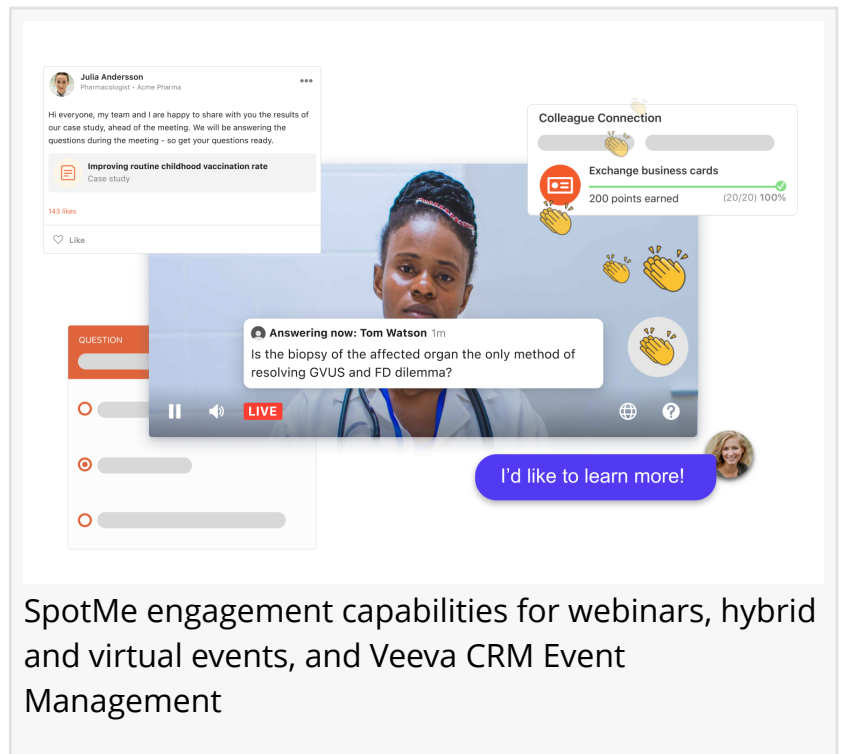 Julia Andersson
Pharmacologist • Acme Pharma
Hi everyone, my team and I are happy to share with you the results of
our case study, ahead of the meeting. We will be answering the
questions during the meeting - so get your questions ready.
Improving routine childhood vaccination rate
Case study
143 likes
Like
Colleague Connection
Exchange business cards
200 points earned (20/20) 100%
QUESTION
Answering now: Tom Watson 1m
Is the biopsy of the affected organ the only method of
resolving GVUS and FD dilemma?
LIVE
I'd like to learn more!
SpotMe engagement capabilities for webinars, hybrid
and virtual events, and Veeva CRM Event
Management